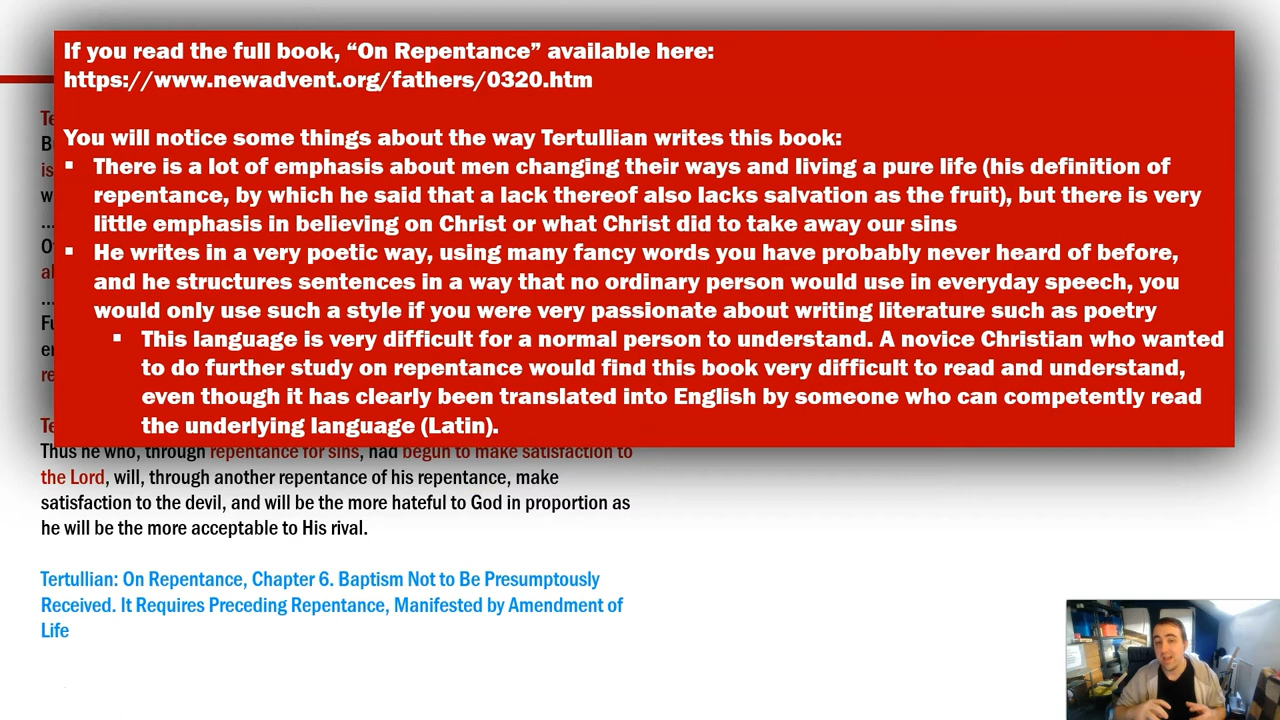 If you read the full book, “On Repentance” available here:
https://www.newadvent.org/fathers/0320.htm
You will notice some things about the way Tertullian writes this book:
▪ There is a lot of emphasis about men changing their ways and living a pure life (his definition of
repentance, by which he said that a lack thereof also lacks salvation as the fruit), but there is very
little emphasis in believing on Christ or what Christ did to take away our sins
▪ He writes in a very poetic way, using many fancy words you have probably never heard of before,
and he structures sentences in a way that no ordinary person would use in everyday speech, you
would only use such a style if you were very passionate about writing literature such as poetry
▪ This language is very difficult for a normal person to understand. A novice Christian who wanted
to do further study on repentance would find this book very difficult to read and understand,
even though it has clearly been translated into English by someone who can competently read
the underlying language (Latin).
Thus he who, through repentance for sins, had begun to make satisfaction to
the Lord, will, through another repentance of his repentance, make
satisfaction to the devil, and will be the more hateful to God in proportion as
he will be the more acceptable to His rival.
Tertullian: On Repentance, Chapter 6. Baptism Not to Be Presumptously
Received. It Requires Preceding Repentance, Manifested by Amendment of
Life